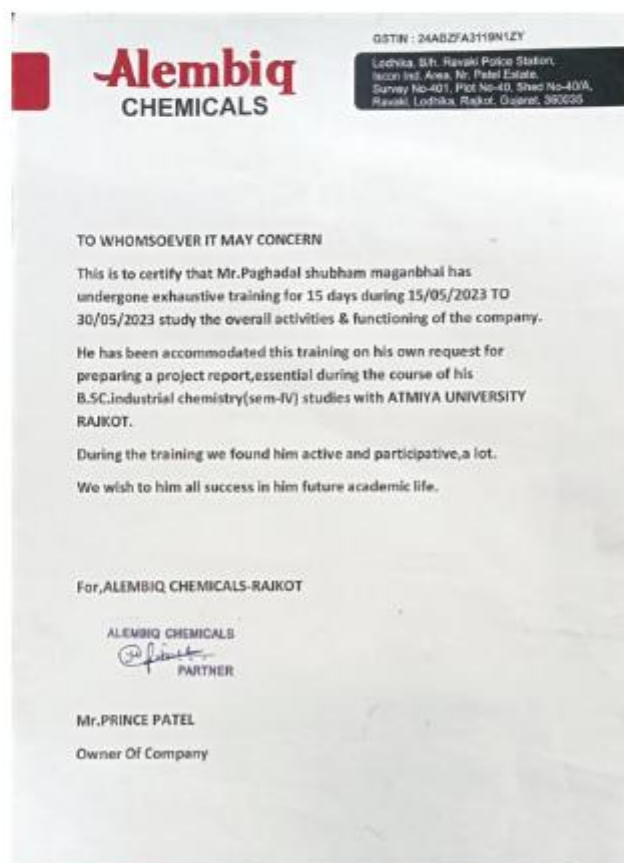 GSTIN : 24ABZFA3119N1ZY
Alembiq
CHEMICALS
Lodhika, B/h. Ravaki Police Station,
Iscon Ind. Area, Nr. Patel Estate,
Survey No-401, Plot No-40, Shed No-40/A,
Ravaki, Lodhika, Rajkot, Gujarat, 360035
TO WHOMSOEVER IT MAY CONCERN
This is to certify that Mr.Paghadal shubham maganbhai has
undergone exhaustive training for 15 days during 15/05/2023 TO
30/05/2023 study the overall activities & functioning of the company.
He has been accommodated this training on his own request for
preparing a project report,essential during the course of his
B.SC.industrial chemistry(sem-IV) studies with ATMIYA UNIVERSITY
RAJKOT.
During the training we found him active and participative,a lot.
We wish to him all success in him future academic life.
For,ALEMBIQ CHEMICALS-RAJKOT
ALEMBIQ CHEMICALS
PARTNER
Mr.PRINCE PATEL
Owner Of Company